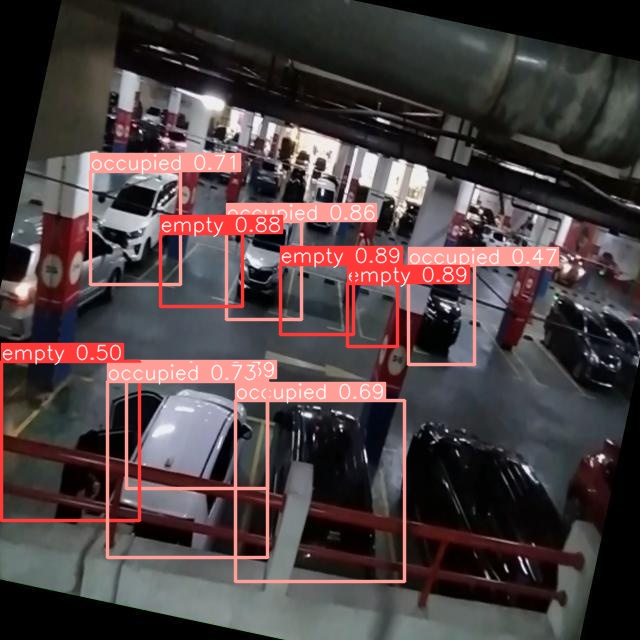 occupied 0.71
occupied 0.86
empty 0.88
empty 0.89
occupied 0.47
empty 0.89
empty 0.50
occupied 0.73
occupied 0.69